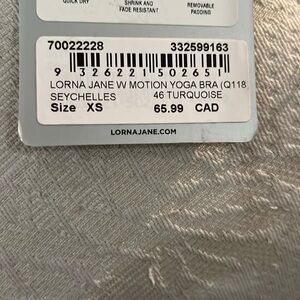 QUICK DRY
SHRINK AND
FADE RESISTANT
REMOVABLE
PADDING
70022228 332599163
9 326221 502651
LORNA JANE W MOTION YOGA BRA (Q118
SEYCHELLES 46 TURQUOISE
Size XS 65.99 CAD
LORNAJANE.COM